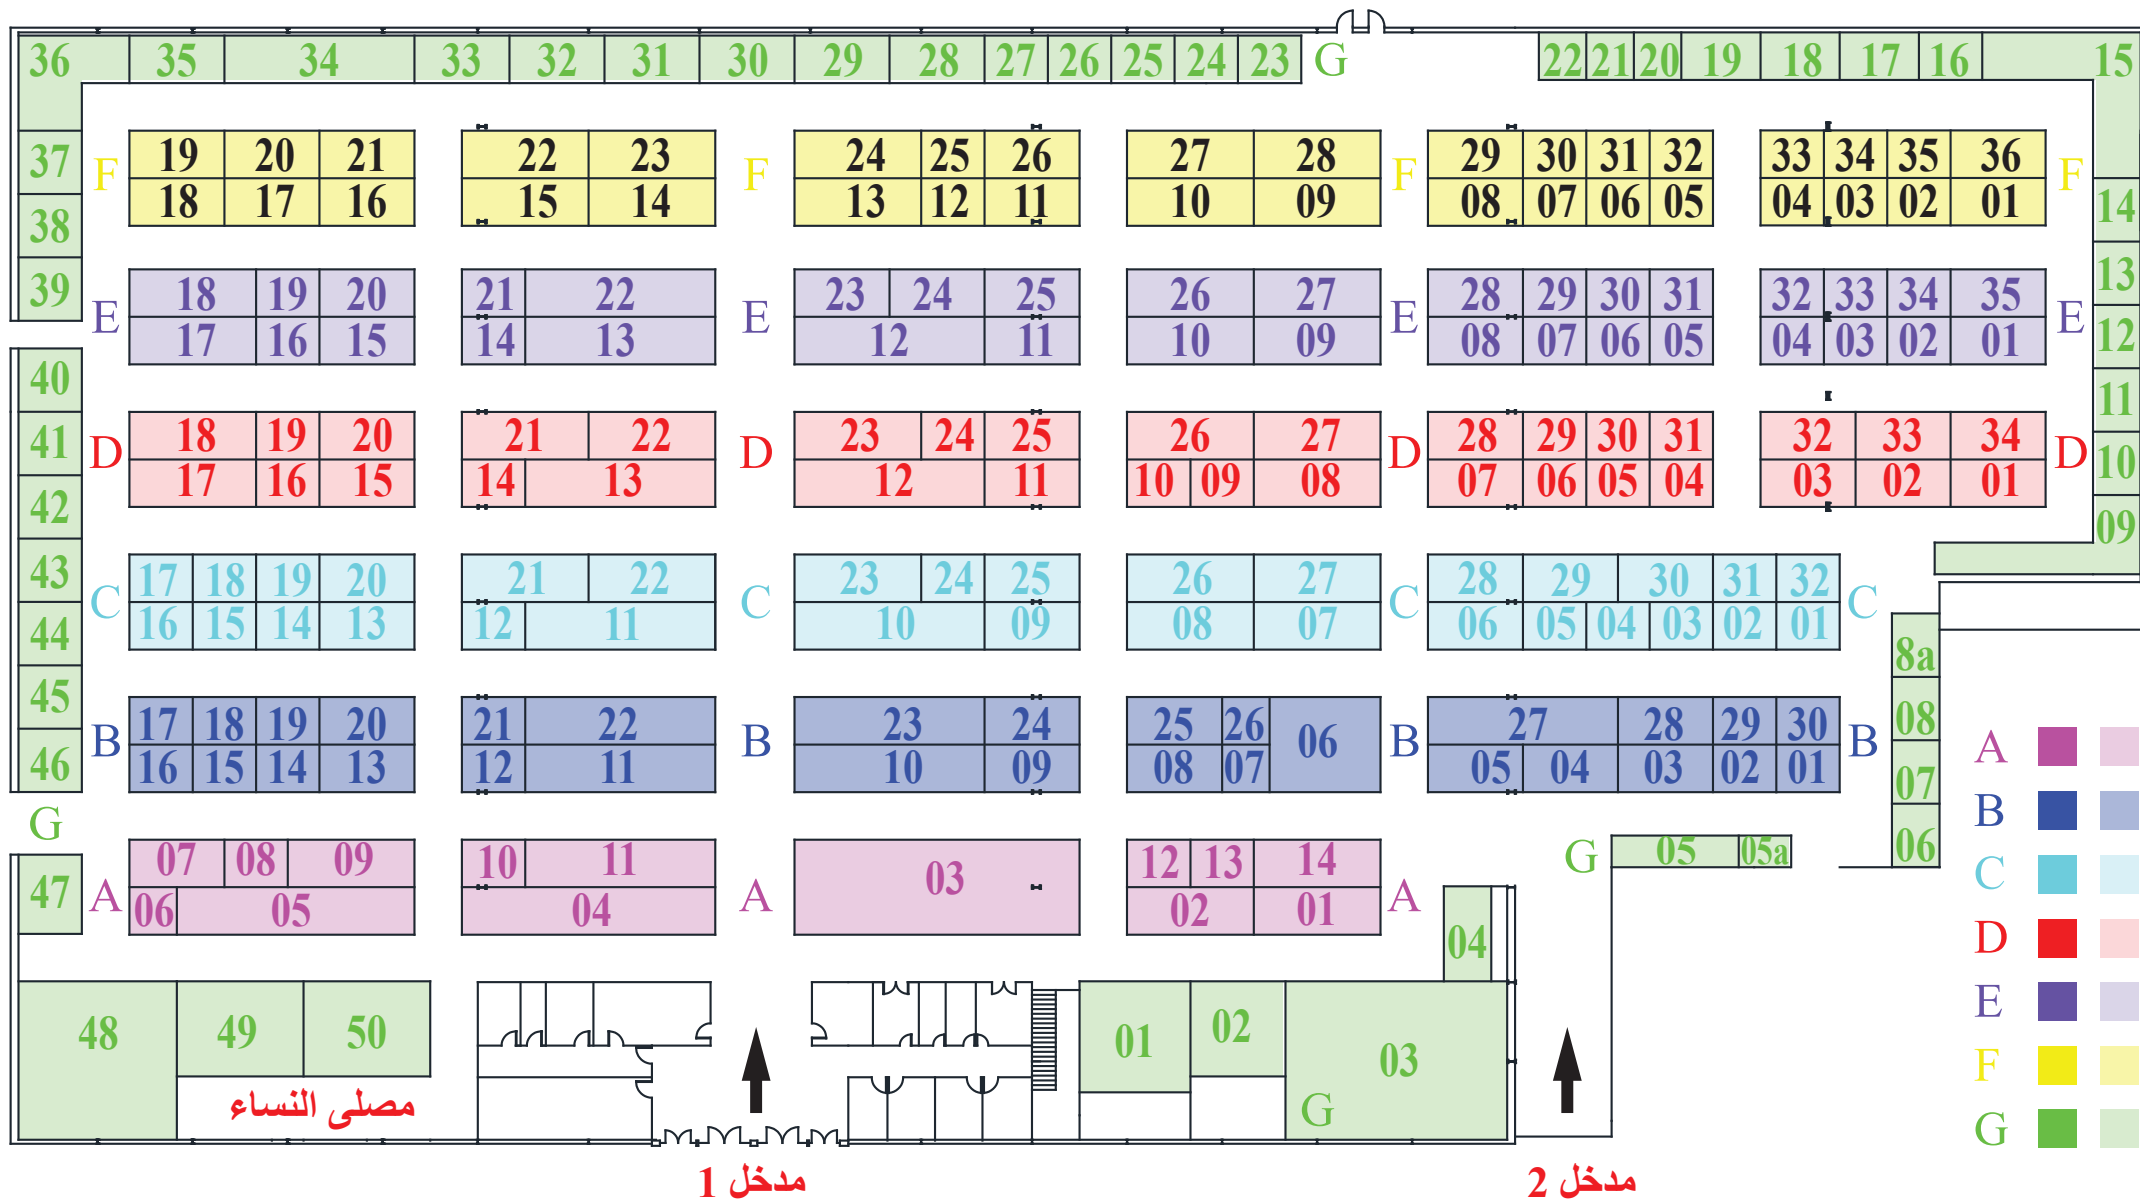 36 35 34 33 32 31 30 29 28 27 26 25 24 23 G 22 21 20 19 18 17 16 15
37 F 19 20 21 22 23 F 24 25 26 27 28 F 29 30 31 32 33 34 35 36 F
18 17 16 15 14 13 12 11 10 09 08 07 06 05 04 03 02 01 14
38
39 E 18 19 20 21 22 E 23 24 25 26 27 E 28 29 30 31 32 33 34 35 E 13
17 16 15 14 13 12 11 10 09 08 07 06 05 04 03 02 01 12
40 11
41 D 18 19 20 21 22 D 23 24 25 26 27 D 28 29 30 31 32 33 34 D 10
17 16 15 14 13 12 11 10 09 08 07 06 05 04 03 02 01
42 09
43 C 17 18 19 20 21 22 C 23 24 25 26 27 C 28 29 30 31 32 C
44 16 15 14 13 12 11 10 09 08 07 06 05 04 03 02 01
8a
45 B 17 18 19 20 21 22 B 23 24 25 26 06 B 27 28 29 30 B 08
46 16 15 14 13 12 11 10 09 08 07 05 04 03 02 01 07
G 06
47 A 07 08 09 10 11 A 03 12 13 14 A G 05 05a
06 05 04 02 01
04
48 49 50 01 02 03
G
A
B
C
D
E
F
G
مصلى النساء
مدخل 1
مدخل 2